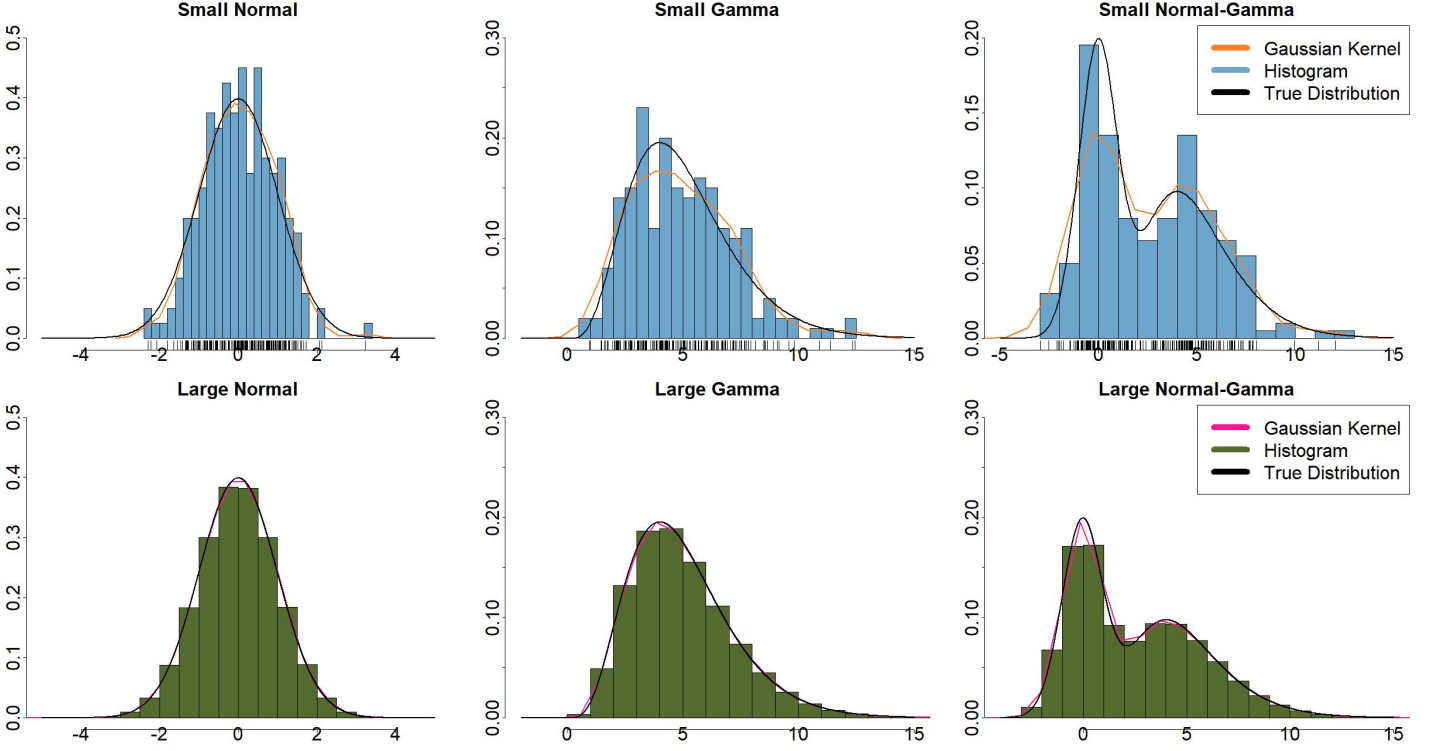 Small Normal
0.0 0.1 0.2 0.3 0.4 0.5
-4 -2 0 2 4
Small Gamma
0.00 0.10 0.20 0.30
0 5 10 15
Small Normal-Gamma
0.00 0.05 0.10 0.15 0.20
-5 0 5 10 15
Gaussian Kernel
Histogram
True Distribution
Large Normal
0.0 0.1 0.2 0.3 0.4 0.5
-4 -2 0 2 4
Large Gamma
0.00 0.10 0.20 0.30
0 5 10 15
Large Normal-Gamma
0.00 0.10 0.20 0.30
0 5 10 15
Gaussian Kernel
Histogram
True Distribution